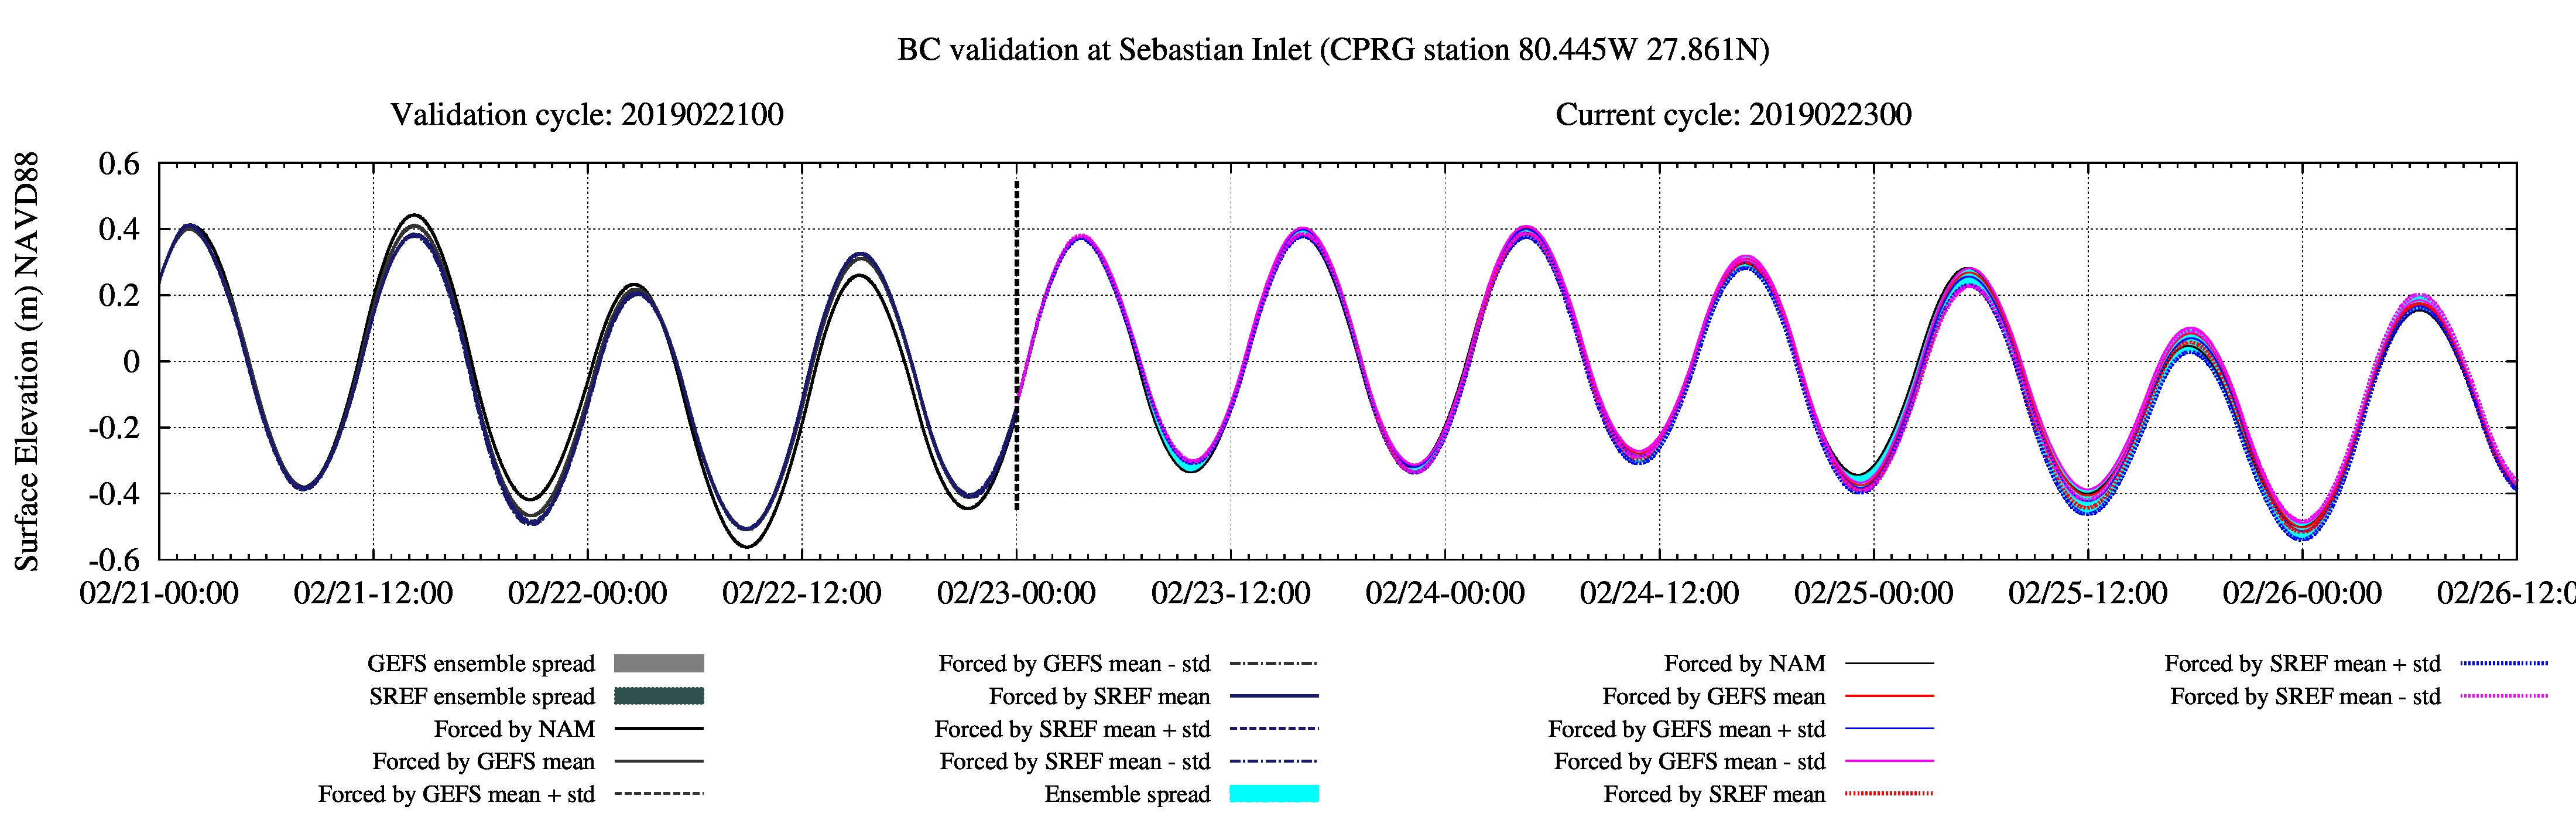 BC validation at Sebastian Inlet (CPRG station 80.445W 27.861N)
Validation cycle: 2019022100
Current cycle: 2019022300
Surface Elevation (m) NAVD88
0.6
0.4
0.2
0
-0.2
-0.4
-0.6
02/21-00:00 02/21-12:00 02/22-00:00 02/22-12:00 02/23-00:00 02/23-12:00 02/24-00:00 02/24-12:00 02/25-00:00 02/25-12:00 02/26-00:00 02/26-12:0
GEFS ensemble spread
SREF ensemble spread
Forced by NAM
Forced by GEFS mean
Forced by GEFS mean + std
Forced by GEFS mean - std
Forced by SREF mean
Forced by SREF mean + std
Forced by SREF mean - std
Ensemble spread
Forced by NAM
Forced by GEFS mean
Forced by GEFS mean + std
Forced by GEFS mean - std
Forced by SREF mean
Forced by SREF mean + std
Forced by SREF mean - std